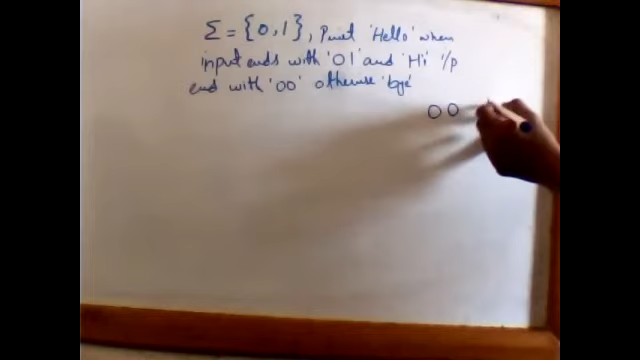 Σ = {0,1}, Print 'Hello' when
input ends with '01' and 'Hi' i/p
end with '00' otherwise 'bye'
00